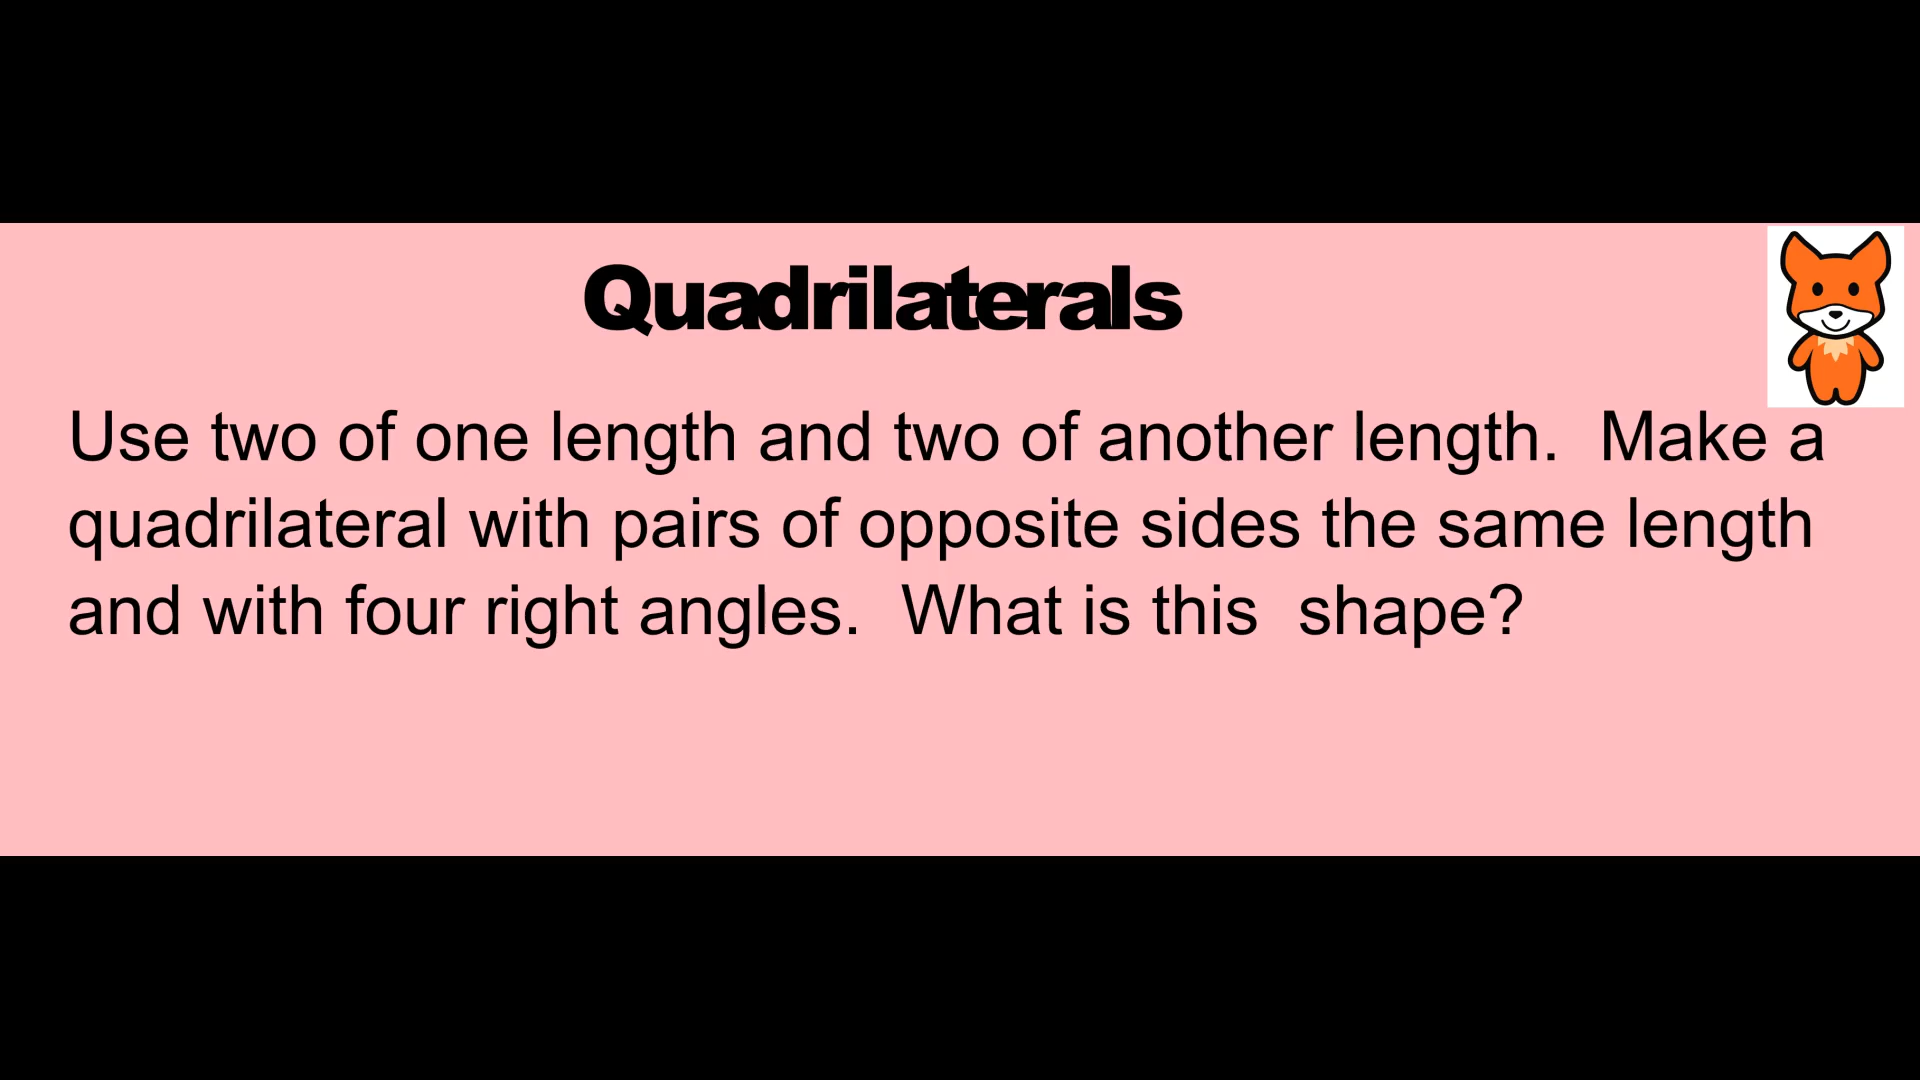 Quadrilaterals
Use two of one length and two of another length.  Make a
quadrilateral with pairs of opposite sides the same length
and with four right angles.  What is this  shape?